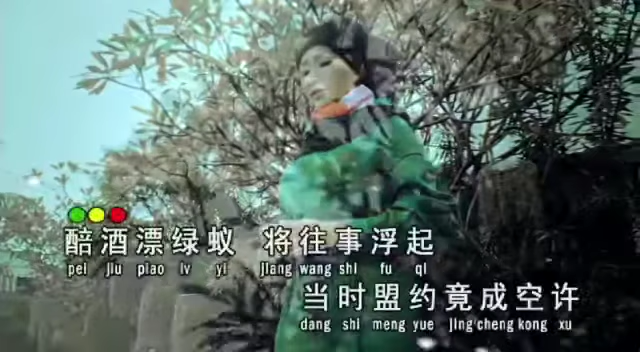 醅酒漂绿蚁 将往事浮起
pei jiu piao lv yi jiang wang shi fu qi
当时盟约竟成空许
dang shi meng yue jing cheng kong xu